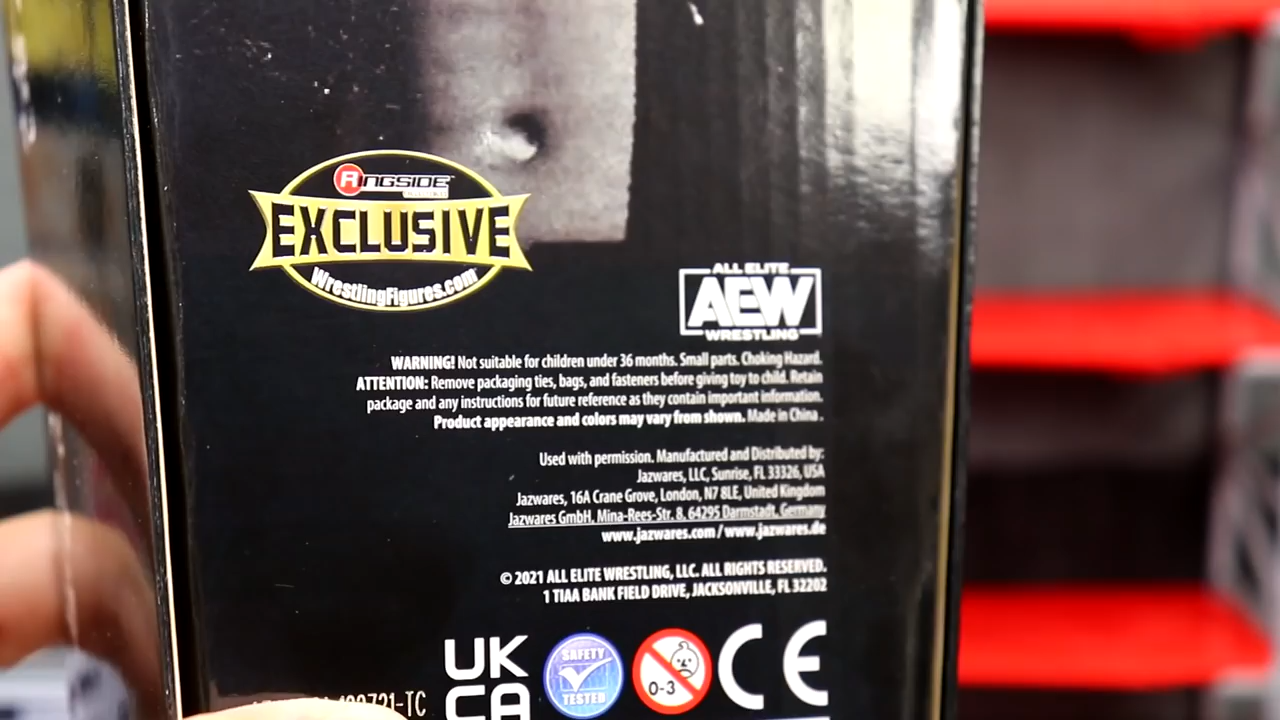 RINGSIDE
EXCLUSIVE
WrestlingFigures.com
ALL ELITE
AEW
WRESTLING
WARNING! Not suitable for children under 36 months. Small parts. Choking Hazard.
ATTENTION: Remove packaging ties, bags, and fasteners before giving toy to child. Retain
package and any instructions for future reference as they contain important information.
Product appearance and colors may vary from shown. Made in China .
Used with permission. Manufactured and Distributed by:
Jazwares, LLC, Sunrise, FL 33326, USA
Jazwares, 16A Crane Grove, London, N7 8LE, United Kingdom
Jazwares GmbH, Mina-Rees-Str. 8, 64295 Darmstadt, Germany
www.jazwares.com / www.jazwares.de
© 2021 ALL ELITE WRESTLING, LLC. ALL RIGHTS RESERVED.
1 TIAA BANK FIELD DRIVE, JACKSONVILLE, FL 32202
UK
CA
SAFETY
TESTED
0-3
CE